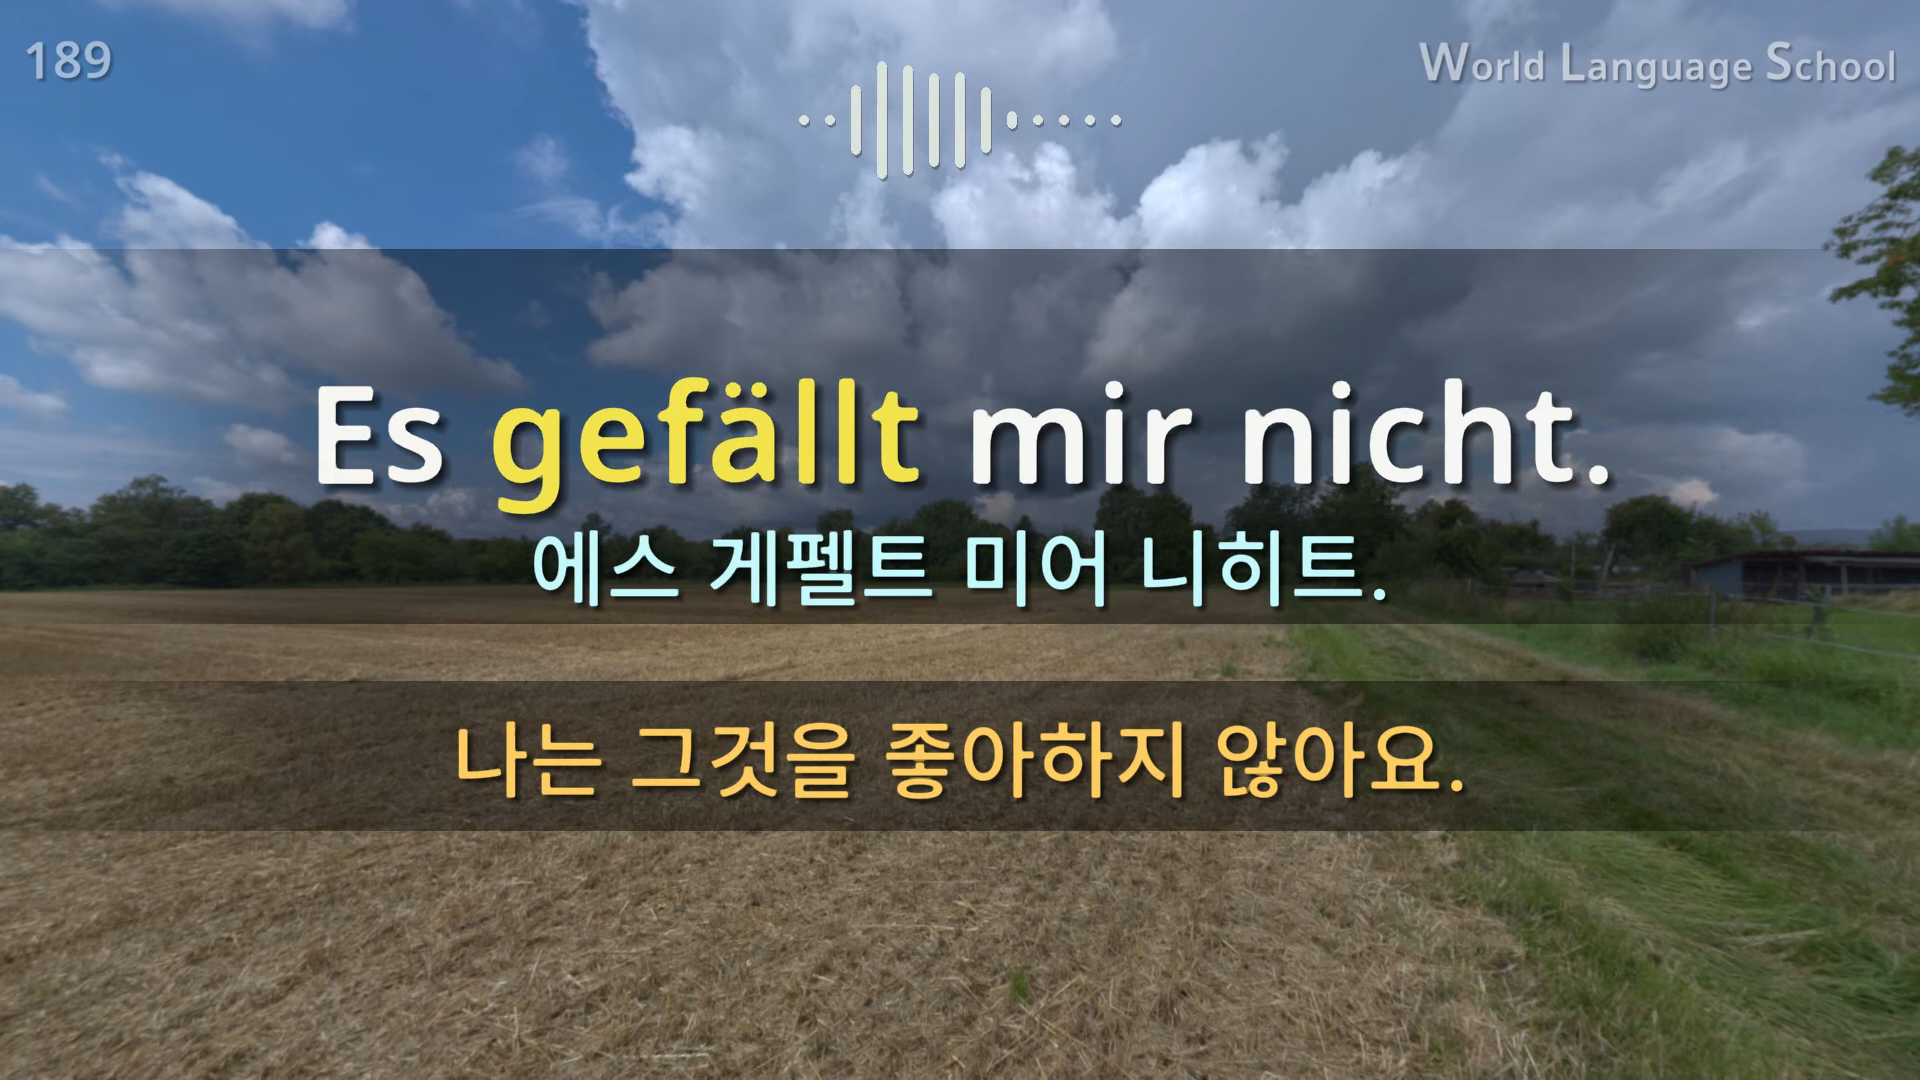 189
World Language School
Es gefällt mir nicht.
에스 게펠트 미어 니히트.
나는 그것을 좋아하지 않아요.